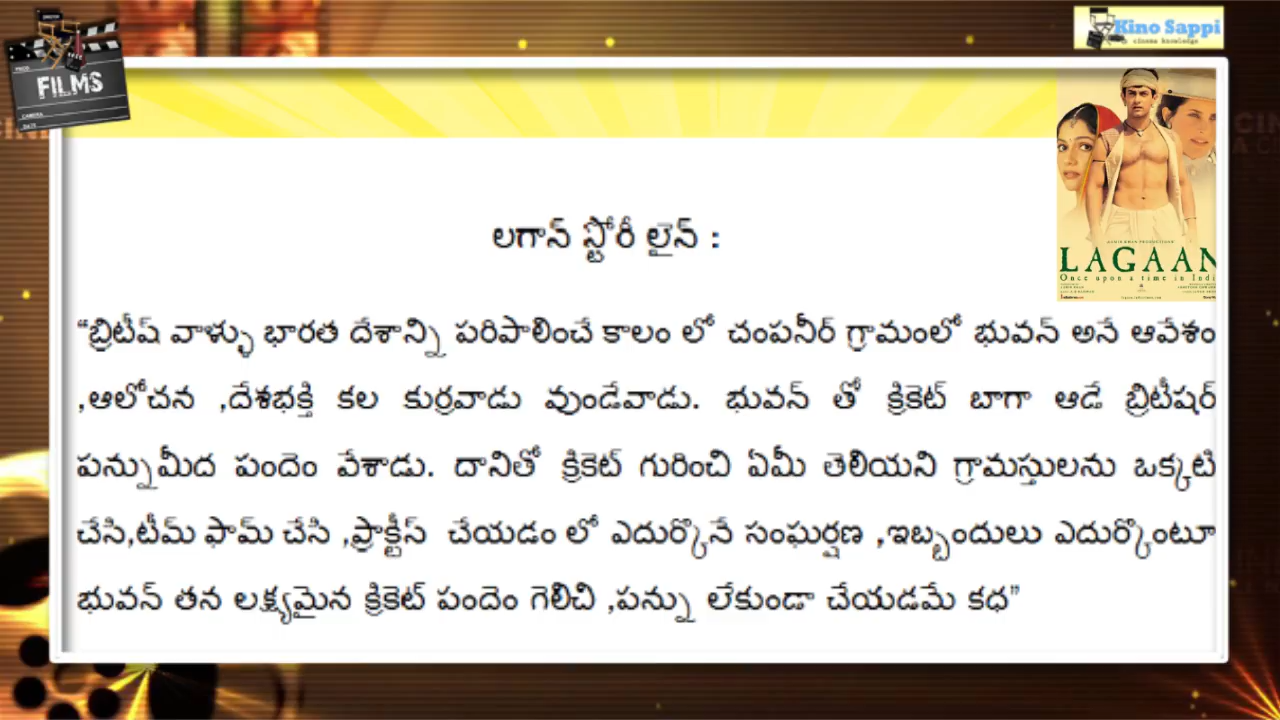 Kino Sappi
cinema knowledge
FILMS
LAGAAN
Once upon a time in Indi
లగాన్ స్టోరీ లైన్ :
“బ్రిటీష్ వాళ్ళు భారత దేశాన్ని పరిపాలించే కాలం లో చంపనీర్ గ్రామంలో భువన్ అనే ఆవేశం
,ఆలోచన ,దేశభక్తి కల కుర్రవాడు వుండేవాడు. భువన్ తో క్రికెట్ బాగా ఆడే బ్రిటీషర్
పన్నుమీద పందెం వేశాడు. దానితో క్రికెట్ గురించి ఏమీ తెలియని గ్రామస్తులను ఒక్కటి
చేసి,టీమ్ ఫామ్ చేసి ,ప్రాక్టీస్ చేయడం లో ఎదుర్కొనే సంఘర్షణ ,ఇబ్బందులు ఎదుర్కొంటూ
భువన్ తన లక్ష్యమైన క్రికెట్ పందెం గెలిచి ,పన్ను లేకుండా చేయడమే కధ”